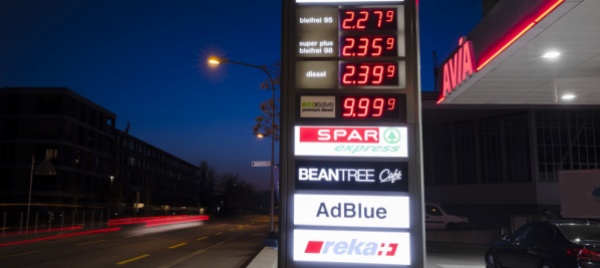 bleifrei 95 2.27⁹
super plus
bleifrei 98 2.35⁹
diesel 2.39⁹
9.99⁹
SPAR
express
BEANTREE Café
AdBlue
reka
AVIA